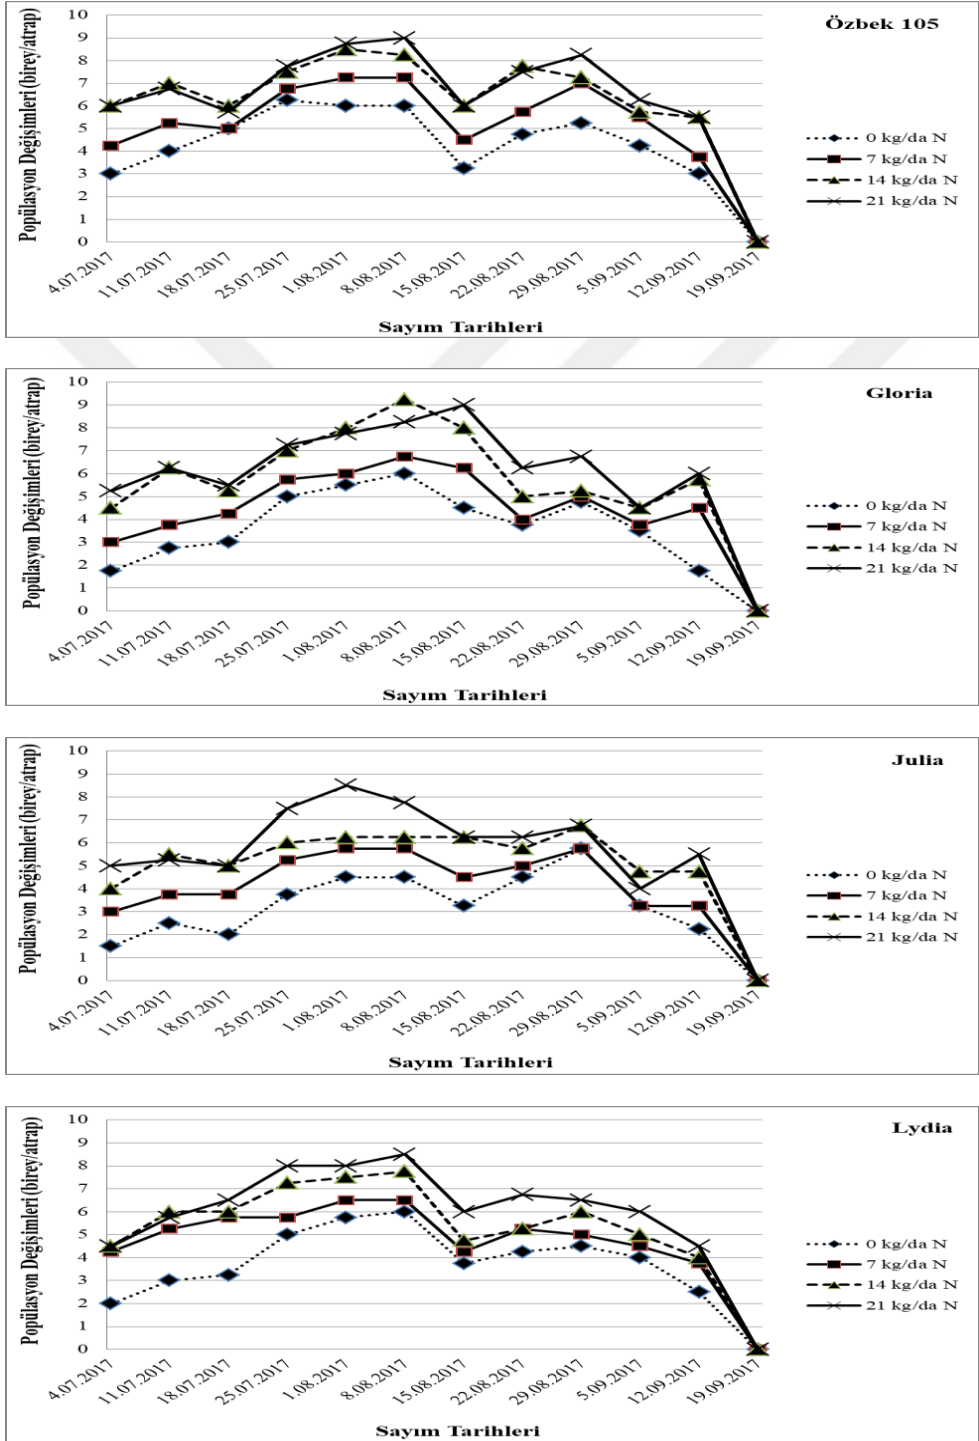 Özbek 105
Popülasyon Değişimleri (birey/atrap)
10
9
8
7
6
5
4
3
2
1
0
4.07.2017 11.07.2017 18.07.2017 25.07.2017 1.08.2017 8.08.2017 15.08.2017 22.08.2017 29.08.2017 5.09.2017 12.09.2017 19.09.2017
Sayım Tarihleri
0 kg/da N
7 kg/da N
14 kg/da N
21 kg/da N
Gloria
Popülasyon Değişimleri (birey/atrap)
10
9
8
7
6
5
4
3
2
1
0
4.07.2017 11.07.2017 18.07.2017 25.07.2017 1.08.2017 8.08.2017 15.08.2017 22.08.2017 29.08.2017 5.09.2017 12.09.2017 19.09.2017
Sayım Tarihleri
0 kg/da N
7 kg/da N
14 kg/da N
21 kg/da N
Julia
Popülasyon Değişimleri (birey/atrap)
10
9
8
7
6
5
4
3
2
1
0
4.07.2017 11.07.2017 18.07.2017 25.07.2017 1.08.2017 8.08.2017 15.08.2017 22.08.2017 29.08.2017 5.09.2017 12.09.2017 19.09.2017
Sayım Tarihleri
0 kg/da N
7 kg/da N
14 kg/da N
21 kg/da N
Lydia
Popülasyon Değişimleri (birey/atrap)
10
9
8
7
6
5
4
3
2
1
0
4.07.2017 11.07.2017 18.07.2017 25.07.2017 1.08.2017 8.08.2017 15.08.2017 22.08.2017 29.08.2017 5.09.2017 12.09.2017 19.09.2017
Sayım Tarihleri
0 kg/da N
7 kg/da N
14 kg/da N
21 kg/da N